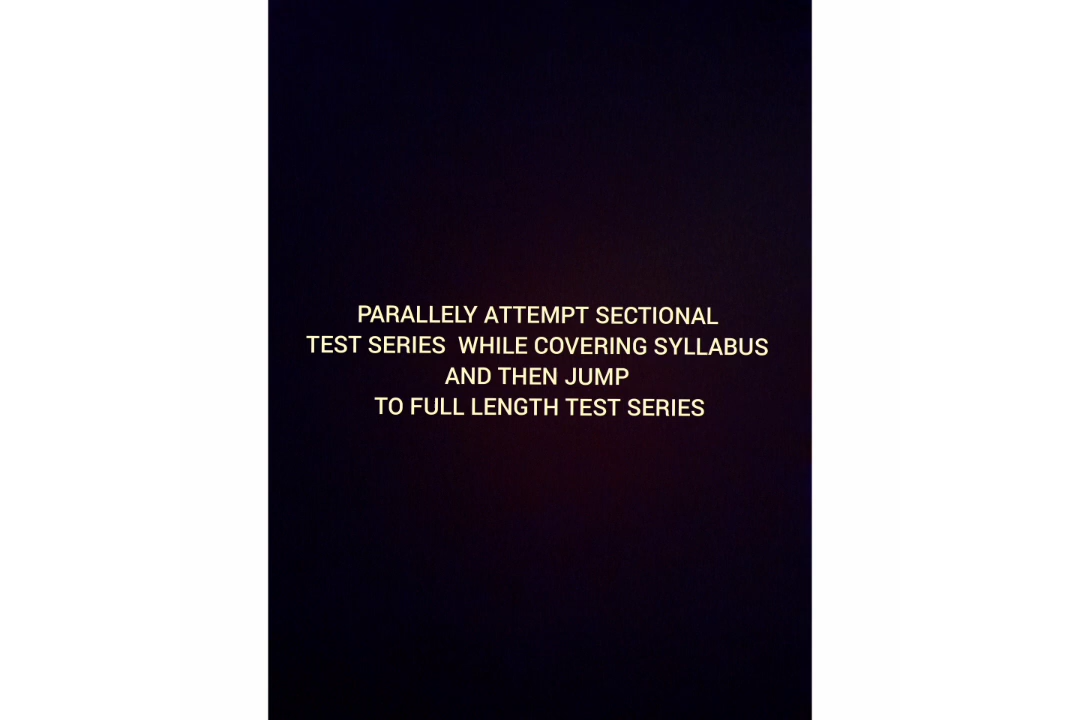 PARALLELY ATTEMPT SECTIONAL
TEST SERIES  WHILE COVERING SYLLABUS
AND THEN JUMP
TO FULL LENGTH TEST SERIES